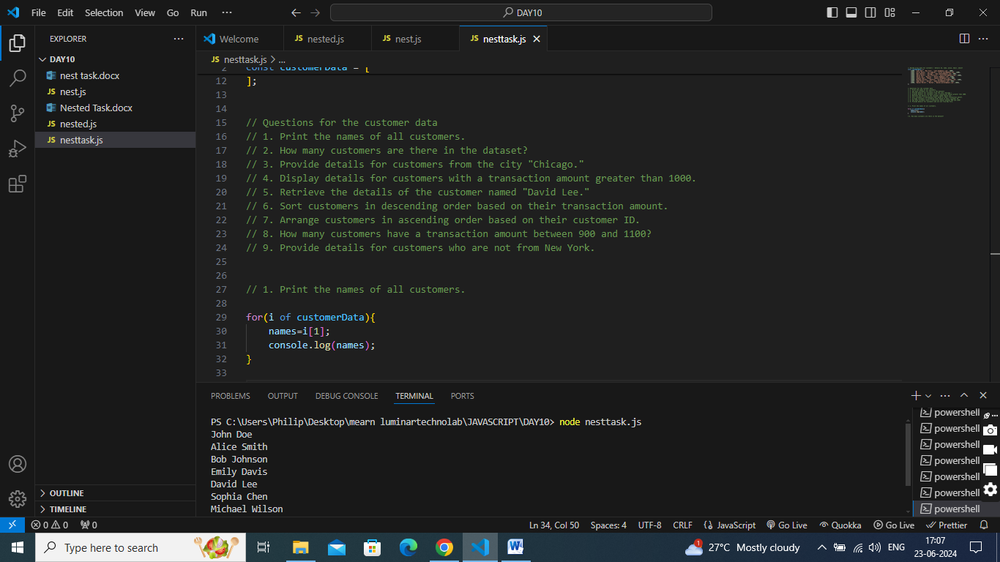 File Edit Selection View Go Run ··· DAY10
EXPLORER ···
DAY10
nest task.docx
JS nest.js
Nested Task.docx
JS nested.js
JS nesttask.js
OUTLINE
TIMELINE
Welcome JS nested.js JS nest.js JS nesttask.js
JS nesttask.js > ...
2 const customerData = [
12 ];
13
14
15 // Questions for the customer data
16 // 1. Print the names of all customers.
17 // 2. How many customers are there in the dataset?
18 // 3. Provide details for customers from the city "Chicago."
19 // 4. Display details for customers with a transaction amount greater than 1000.
20 // 5. Retrieve the details of the customer named "David Lee."
21 // 6. Sort customers in descending order based on their transaction amount.
22 // 7. Arrange customers in ascending order based on their customer ID.
23 // 8. How many customers have a transaction amount between 900 and 1100?
24 // 9. Provide details for customers who are not from New York.
25
26
27 // 1. Print the names of all customers.
28
29 for(i of customerData){
30 names=i[1];
31 console.log(names);
32 }
33
PROBLEMS OUTPUT DEBUG CONSOLE TERMINAL PORTS
PS C:\Users\Philip\Desktop\mearn luminartechnolab\JAVASCRIPT\DAY10> node nesttask.js
John Doe
Alice Smith
Bob Johnson
Emily Davis
David Lee
Sophia Chen
Michael Wilson
powershell
powershell
powershell
powershell
powershell
powershell
powershell
0 0 0 Ln 34, Col 50 Spaces: 4 UTF-8 CRLF JavaScript Go Live Quokka Go Live Prettier
Type here to search 1 27°C Mostly cloudy ENG 17:07
23-06-2024